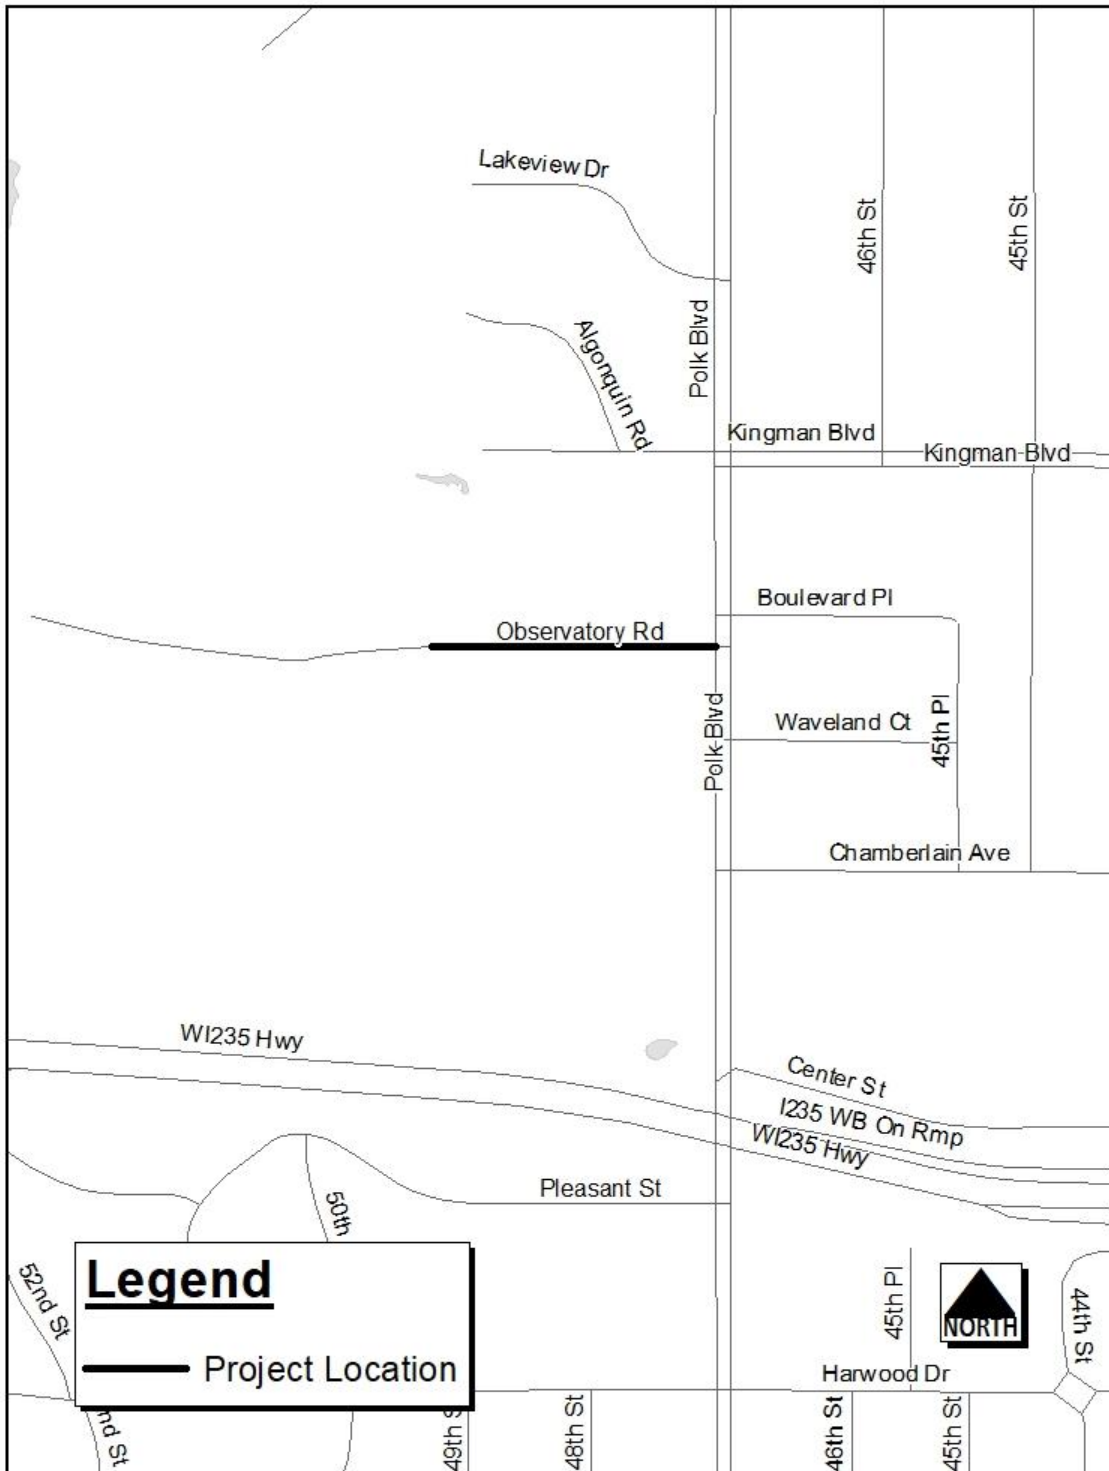 Lakeview Dr
46th St
45th St
Polk Blvd
Algonquin Rd
Kingman Blvd
Kingman Blvd
Boulevard Pl
Observatory Rd
Polk Blvd
Waveland Ct
45th Pl
Chamberlain Ave
WI235 Hwy
Center St
I235 WB On Rmp
WI235 Hwy
Pleasant St
50th
52nd St
Legend
Project Location
45th Pl
NORTH
44th St
Harwood Dr
nd St
49th S
48th St
46th St
45th St